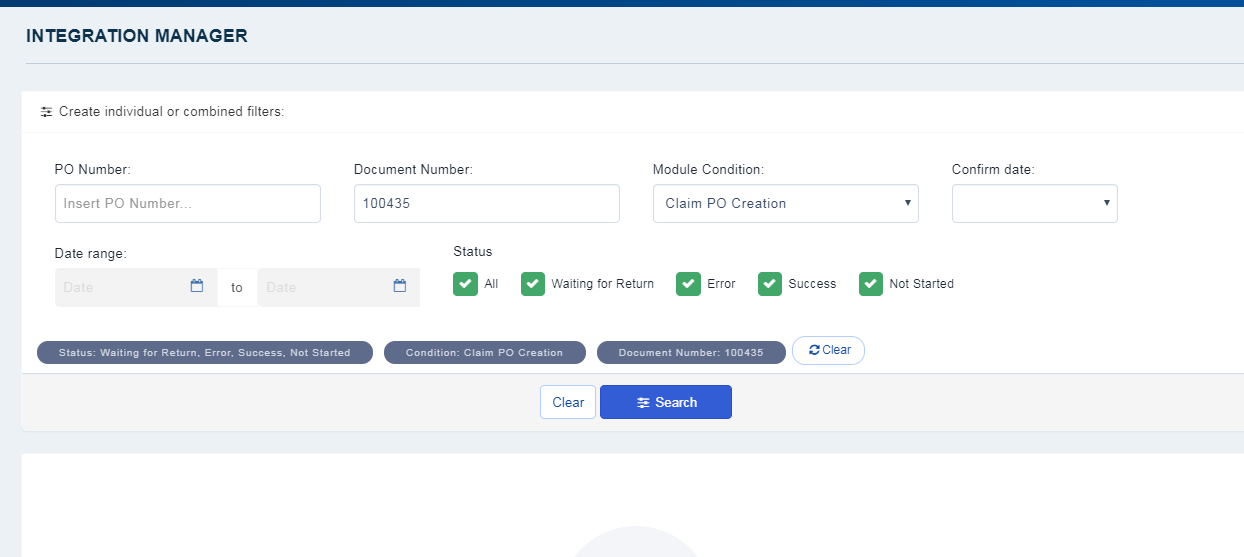 INTEGRATION MANAGER
Create individual or combined filters:
PO Number: Document Number: Module Condition: Confirm date:
Insert PO Number... 100435 Claim PO Creation
Date range: Status
Date to Date All Waiting for Return Error Success Not Started
Status: Waiting for Return, Error, Success, Not Started Condition: Claim PO Creation Document Number: 100435 Clear
Clear Search